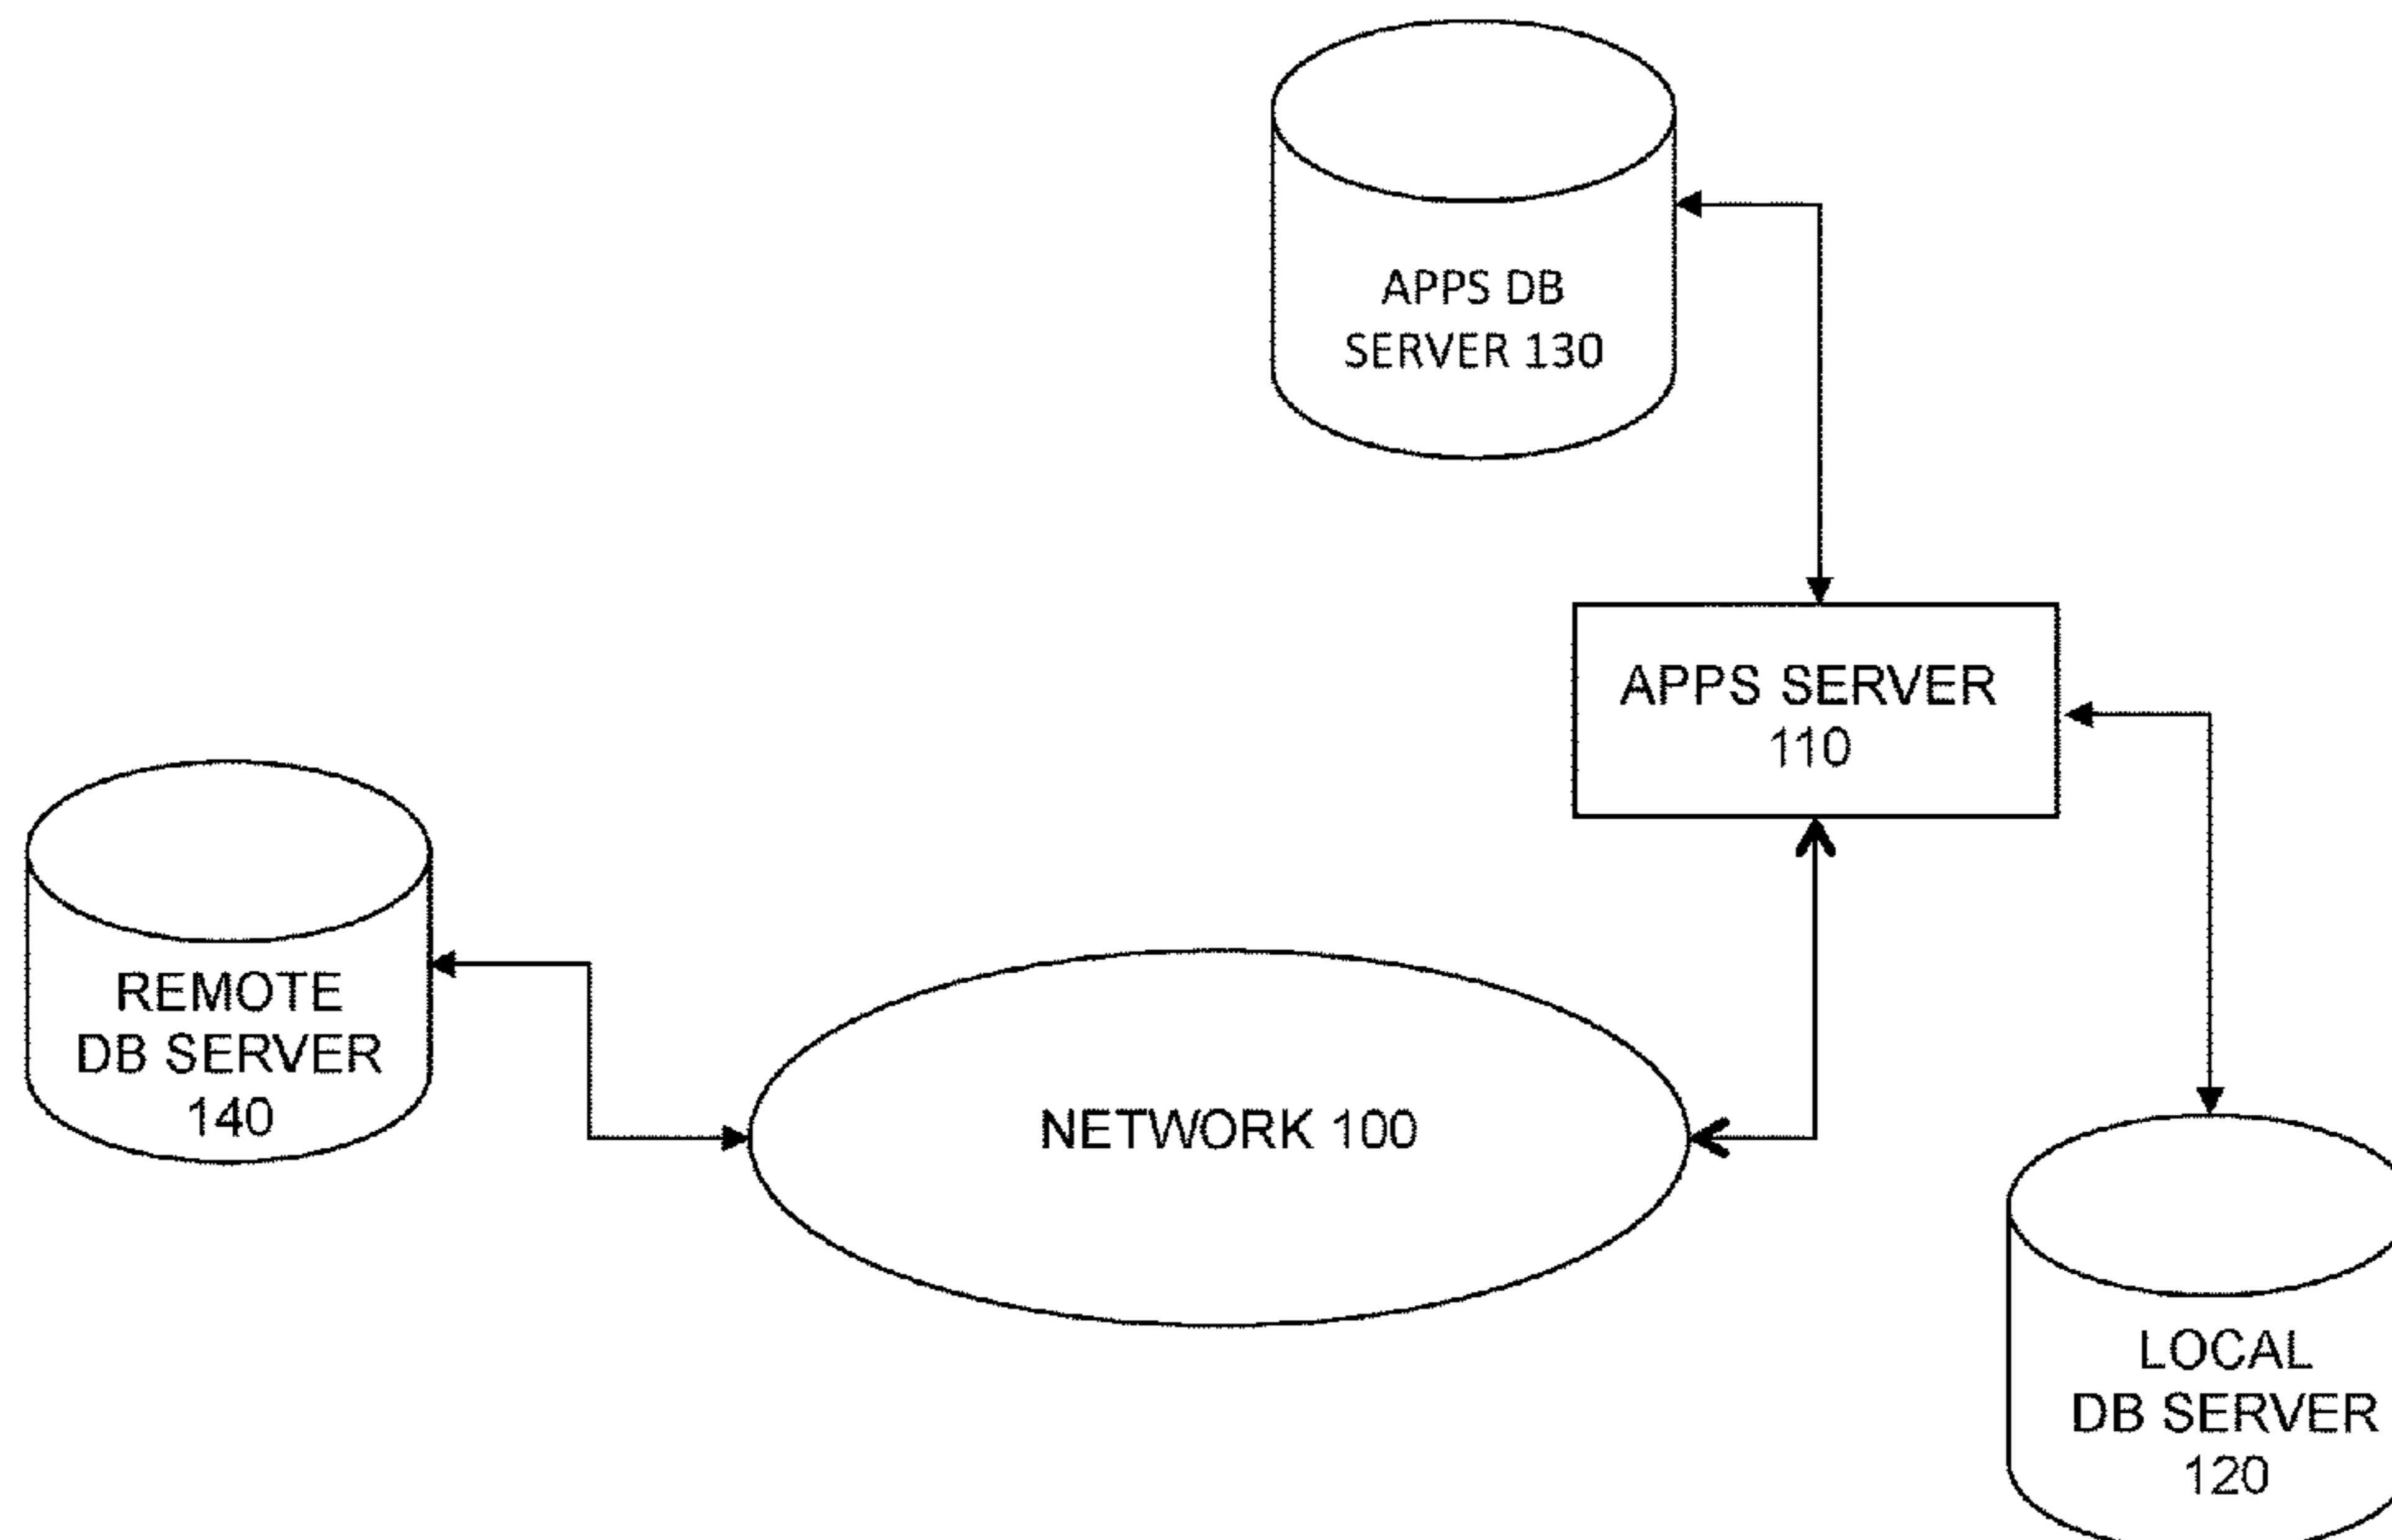 APPS DB
SERVER 130
APPS SERVER
110
REMOTE
DB SERVER
140
NETWORK 100
LOCAL
DB SERVER
120